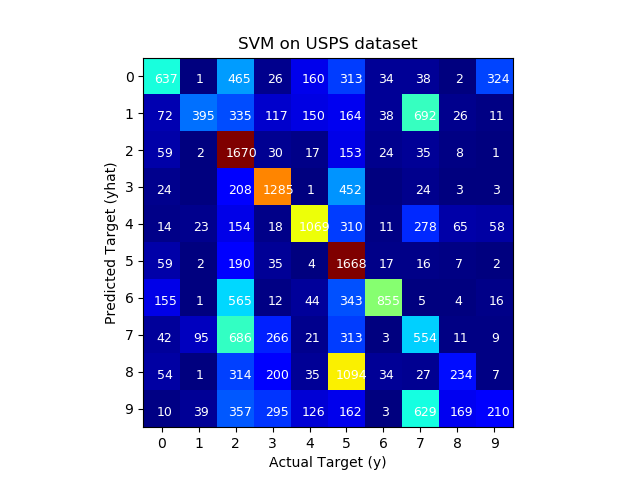 SVM on USPS dataset
Predicted Target (yhat)
0 637 1 465 26 160 313 34 38 2 324
1 72 395 335 117 150 164 38 692 26 11
2 59 2 1670 30 17 153 24 35 8 1
3 24 208 1285 1 452 24 3 3
4 14 23 154 18 1069 310 11 278 65 58
5 59 2 190 35 4 1668 17 16 7 2
6 155 1 565 12 44 343 855 5 4 16
7 42 95 686 266 21 313 3 554 11 9
8 54 1 314 200 35 1094 34 27 234 7
9 10 39 357 295 126 162 3 629 169 210
0 1 2 3 4 5 6 7 8 9
Actual Target (y)